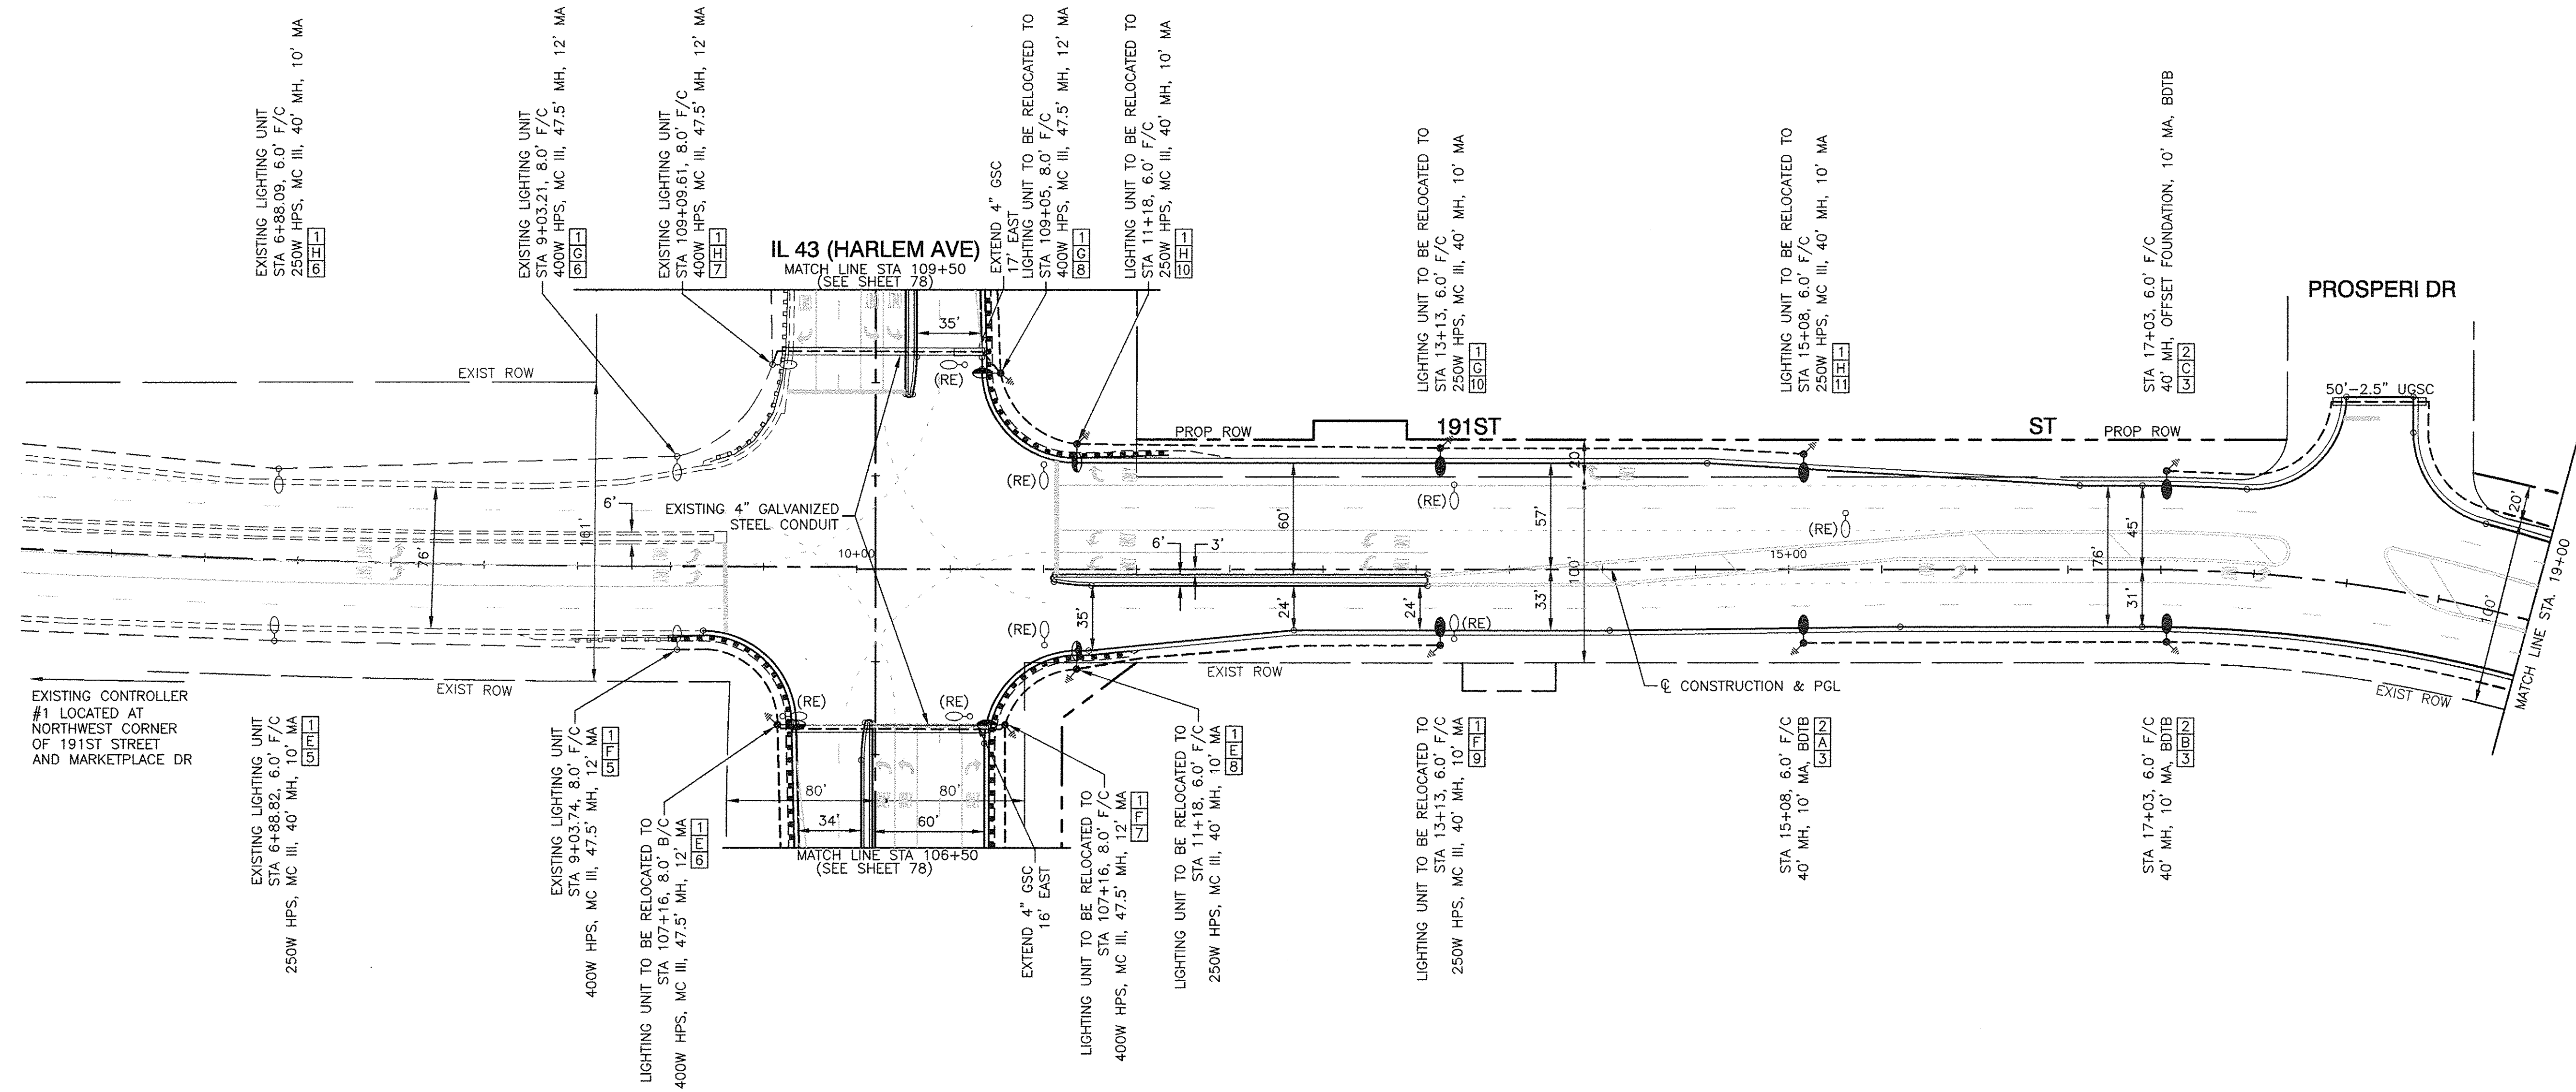 EXISTING LIGHTING UNIT
STA 6+88.09, 6.0' F/C
250W HPS, MC III, 40' MH, 10' MA
1
H
6
EXISTING LIGHTING UNIT
STA 9+03.21, 8.0' F/C
400W HPS, MC III, 47.5' MH, 12' MA
1
G
6
EXISTING LIGHTING UNIT
STA 109+09.61, 8.0' F/C
400W HPS, MC III, 47.5' MH, 12' MA
1
H
7
IL 43 (HARLEM AVE)
MATCH LINE STA 109+50
(SEE SHEET 78)
EXTEND 4" GSC
17' EAST
LIGHTING UNIT TO BE RELOCATED TO
STA 109+05, 8.0' F/C
400W HPS, MC III, 47.5' MH, 12' MA
1
G
8
LIGHTING UNIT TO BE RELOCATED TO
STA 11+18, 6.0' F/C
250W HPS, MC III, 40' MH, 10' MA
1
H
10
LIGHTING UNIT TO BE RELOCATED TO
STA 13+13, 6.0' F/C
250W HPS, MC III, 40' MH, 10' MA
1
G
10
LIGHTING UNIT TO BE RELOCATED TO
STA 15+08, 6.0' F/C
250W HPS, MC III, 40' MH, 10' MA
1
H
11
STA 17+03, 6.0' F/C
40' MH, OFFSET FOUNDATION, 10' MA, BDTB
2
C
3
PROSPERI DR
50'-2.5" UGSC
35'
(RE)
EXIST ROW
PROP ROW
191ST
ST
PROP ROW
20'
(RE)
(RE)
(RE)
EXISTING 4" GALVANIZED
STEEL CONDUIT
6'
76'
161'
10+00
60'
57'
6'
3'
100'
15+00
76'
45'
20'
35'
24'
24'
33'
31'
100'
(RE)
(RE)
MATCH LINE STA. 19+00
EXIST ROW
EXIST ROW
℄ CONSTRUCTION & PGL
EXIST ROW
(RE)
(RE)
EXISTING CONTROLLER
#1 LOCATED AT
NORTHWEST CORNER
OF 191ST STREET
AND MARKETPLACE DR
80'
80'
34'
60'
MATCH LINE STA 106+50
(SEE SHEET 78)
EXISTING LIGHTING UNIT
STA 6+88.82, 6.0' F/C
250W HPS, MC III, 40' MH, 10' MA
1
E
5
EXISTING LIGHTING UNIT
STA 9+03.74, 8.0' F/C
400W HPS, MC III, 47.5' MH, 12' MA
1
F
5
LIGHTING UNIT TO BE RELOCATED TO
STA 107+16, 8.0' B/C
400W HPS, MC III, 47.5' MH, 12' MA
1
E
6
EXTEND 4" GSC
16' EAST
LIGHTING UNIT TO BE RELOCATED TO
STA 107+16, 8.0' F/C
400W HPS, MC III, 47.5' MH, 12' MA
1
F
7
LIGHTING UNIT TO BE RELOCATED TO
STA 11+18, 6.0' F/C
250W HPS, MC III, 40' MH, 10' MA
1
E
8
LIGHTING UNIT TO BE RELOCATED TO
STA 13+13, 6.0' F/C
250W HPS, MC III, 40' MH, 10' MA
1
F
9
STA 15+08, 6.0' F/C
40' MH, 10' MA, BDTB
2
A
3
STA 17+03, 6.0' F/C
40' MH, 10' MA, BDTB
2
B
3